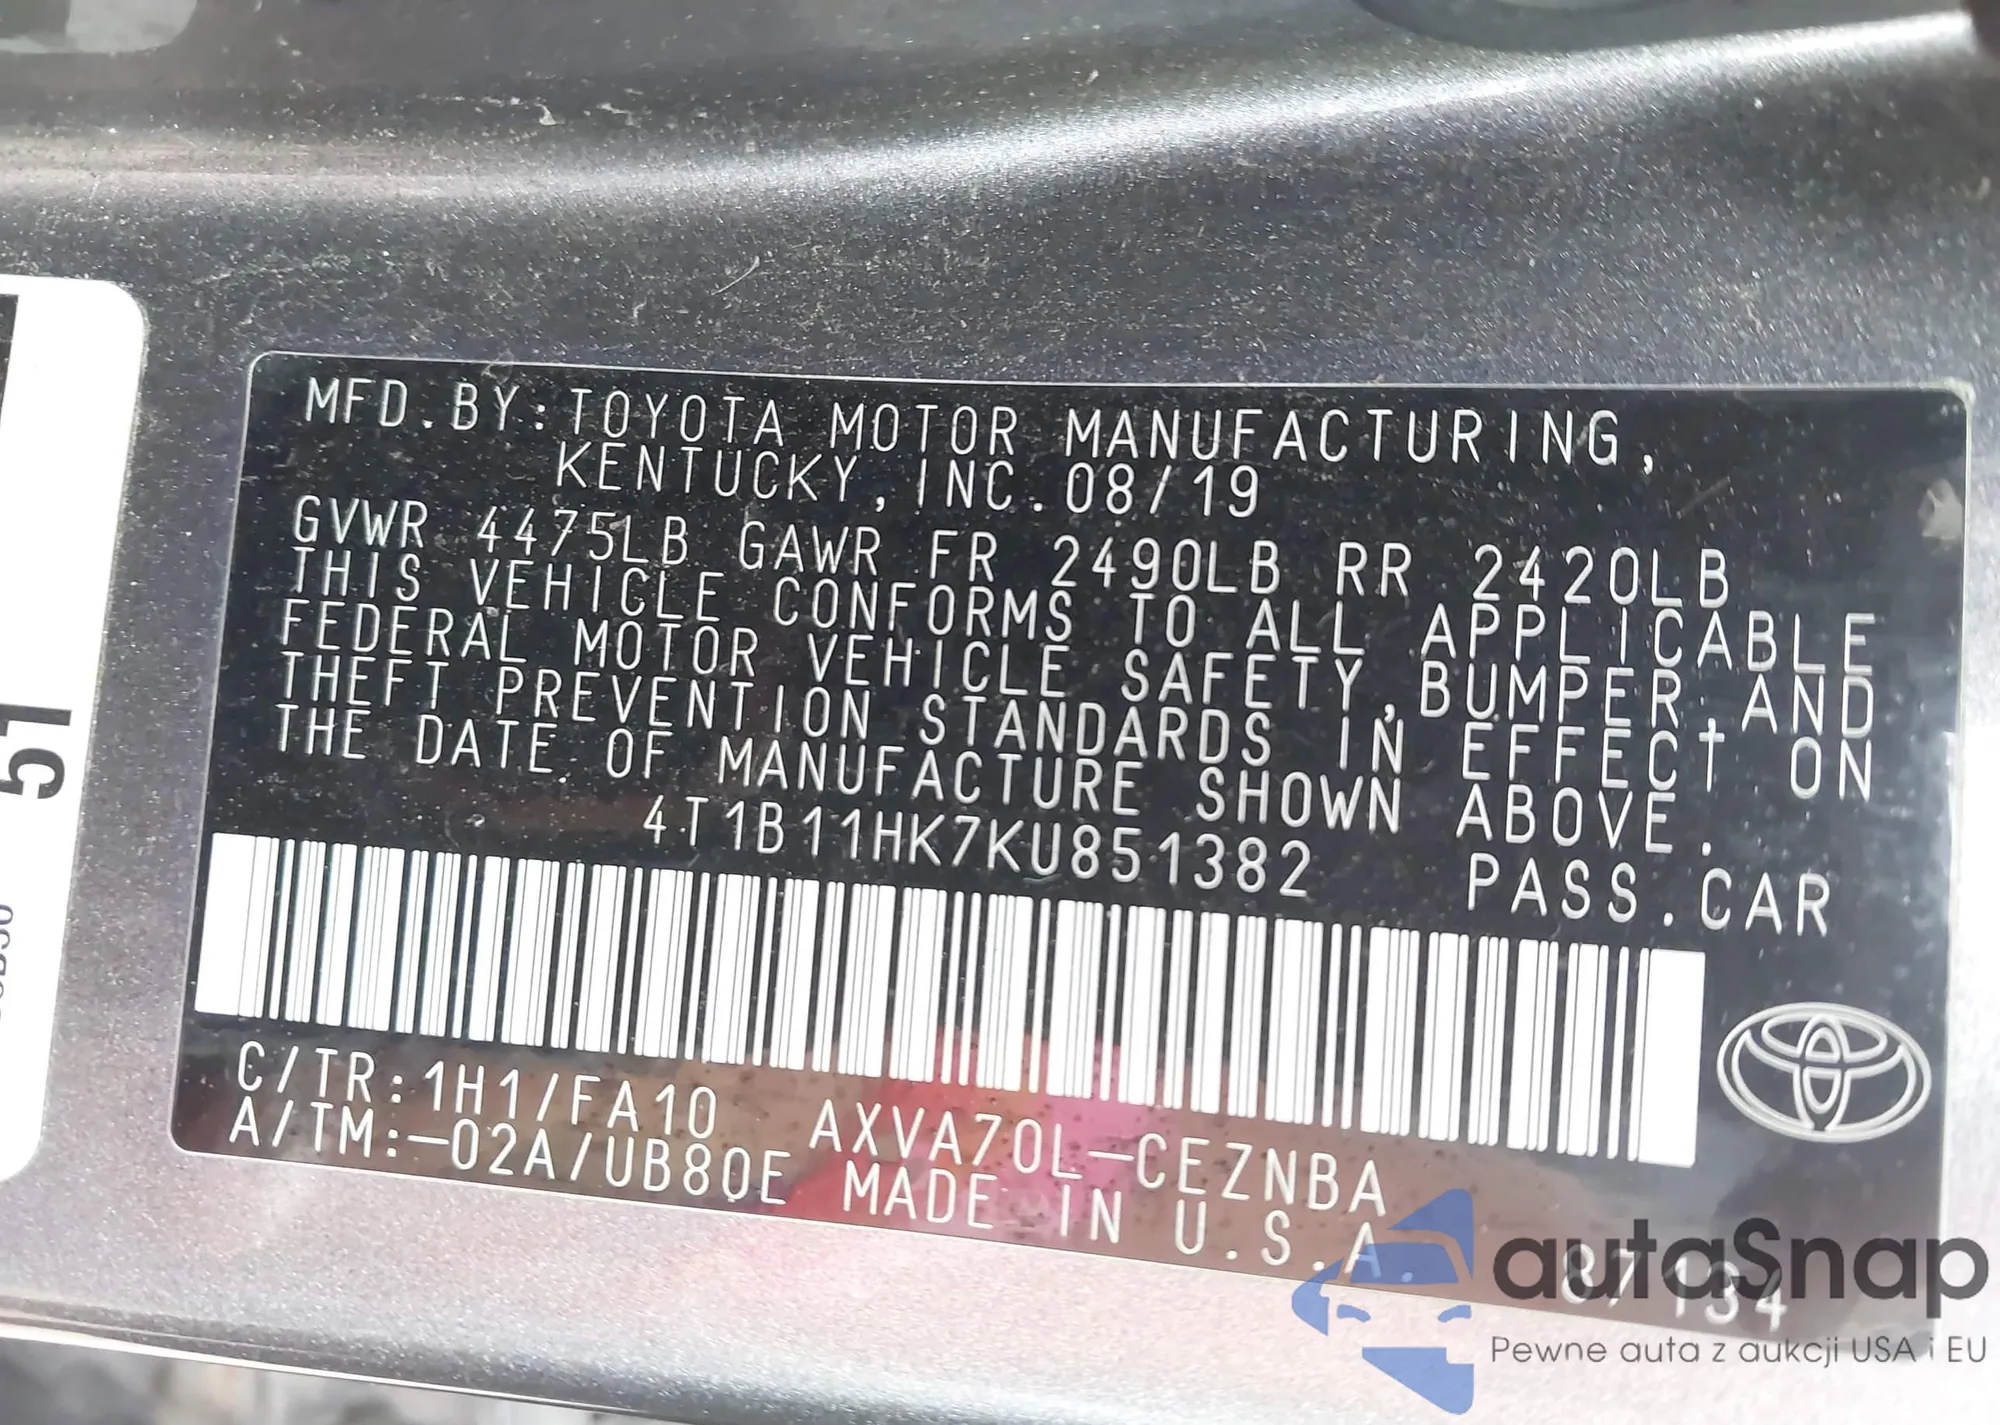 MFD.BY:TOYOTA MOTOR MANUFACTURING,
KENTUCKY,INC.08/19
GVWR 4475LB GAWR FR 2490LB RR 2420LB
THIS VEHICLE CONFORMS TO ALL APPLICABLE
FEDERAL MOTOR VEHICLE SAFETY,BUMPER,AND
THEFT PREVENTION STANDARDS IN EFFECT ON
THE DATE OF MANUFACTURE SHOWN ABOVE.
4T1B11HK7KU851382 PASS.CAR
C/TR:1H1/FA10 AXVA70L-CEZNBA
A/TM:-02A/UB80E MADE IN U.S.A.
87134
51
autaSnap
Pewne auta z aukcji USA i EU